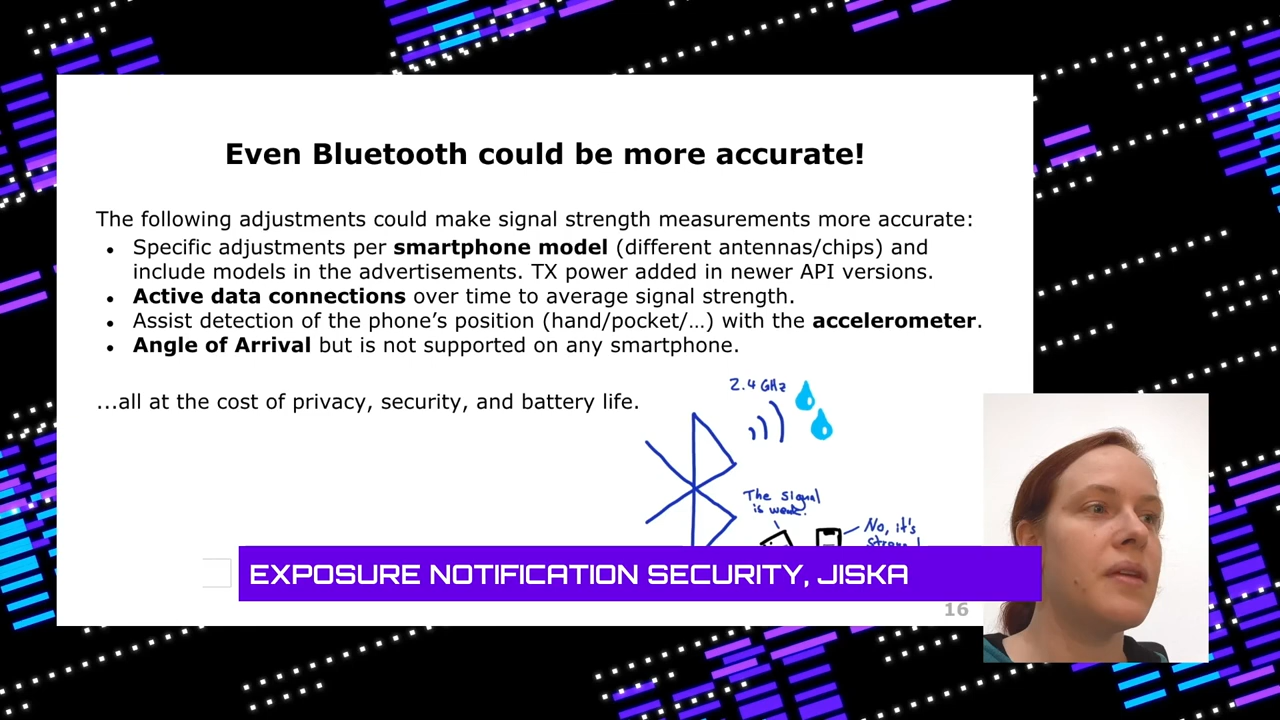 Even Bluetooth could be more accurate!
The following adjustments could make signal strength measurements more accurate:
• Specific adjustments per smartphone model (different antennas/chips) and
include models in the advertisements. TX power added in newer API versions.
• Active data connections over time to average signal strength.
• Assist detection of the phone's position (hand/pocket/…) with the accelerometer.
• Angle of Arrival but is not supported on any smartphone.
…all at the cost of privacy, security, and battery life.
2.4 GHz
The signal
is weak.
No, it's
EXPOSURE NOTIFICATION SECURITY, JISKA
16